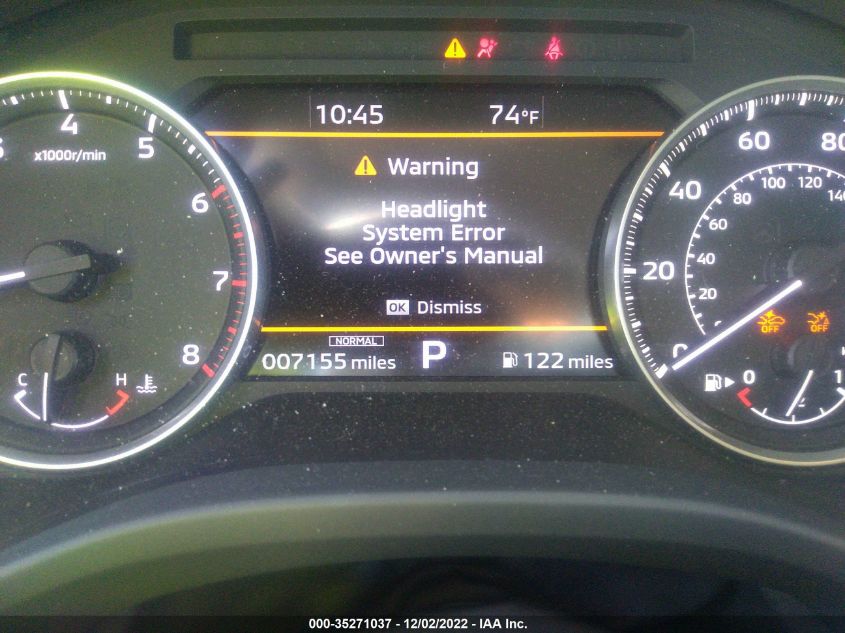 10:45 74°F
Warning
Headlight
System Error
See Owner's Manual
OK Dismiss
NORMAL
007155 miles P 122 miles
4
5
6
7
8
x1000r/min
C H
0
20
40
60
80
20
40
60
80
100
120
OFF OFF
0 1
000-35271037 - 12/02/2022 - IAA Inc.